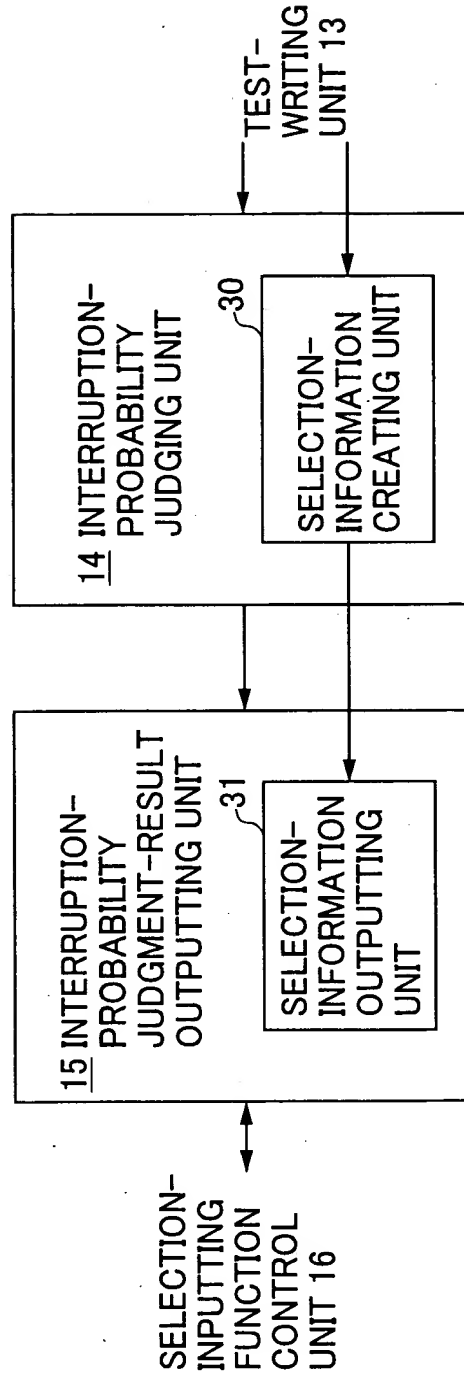 SELECTION-
INPUTTING
FUNCTION
CONTROL
UNIT 16
15 INTERRUPTION-
PROBABILITY
JUDGMENT-RESULT
OUTPUTTING UNIT
31
SELECTION-
INFORMATION
OUTPUTTING
UNIT
14 INTERRUPTION-
PROBABILITY
JUDGING UNIT
30
SELECTION-
INFORMATION
CREATING UNIT
TEST-
WRITING
UNIT 13